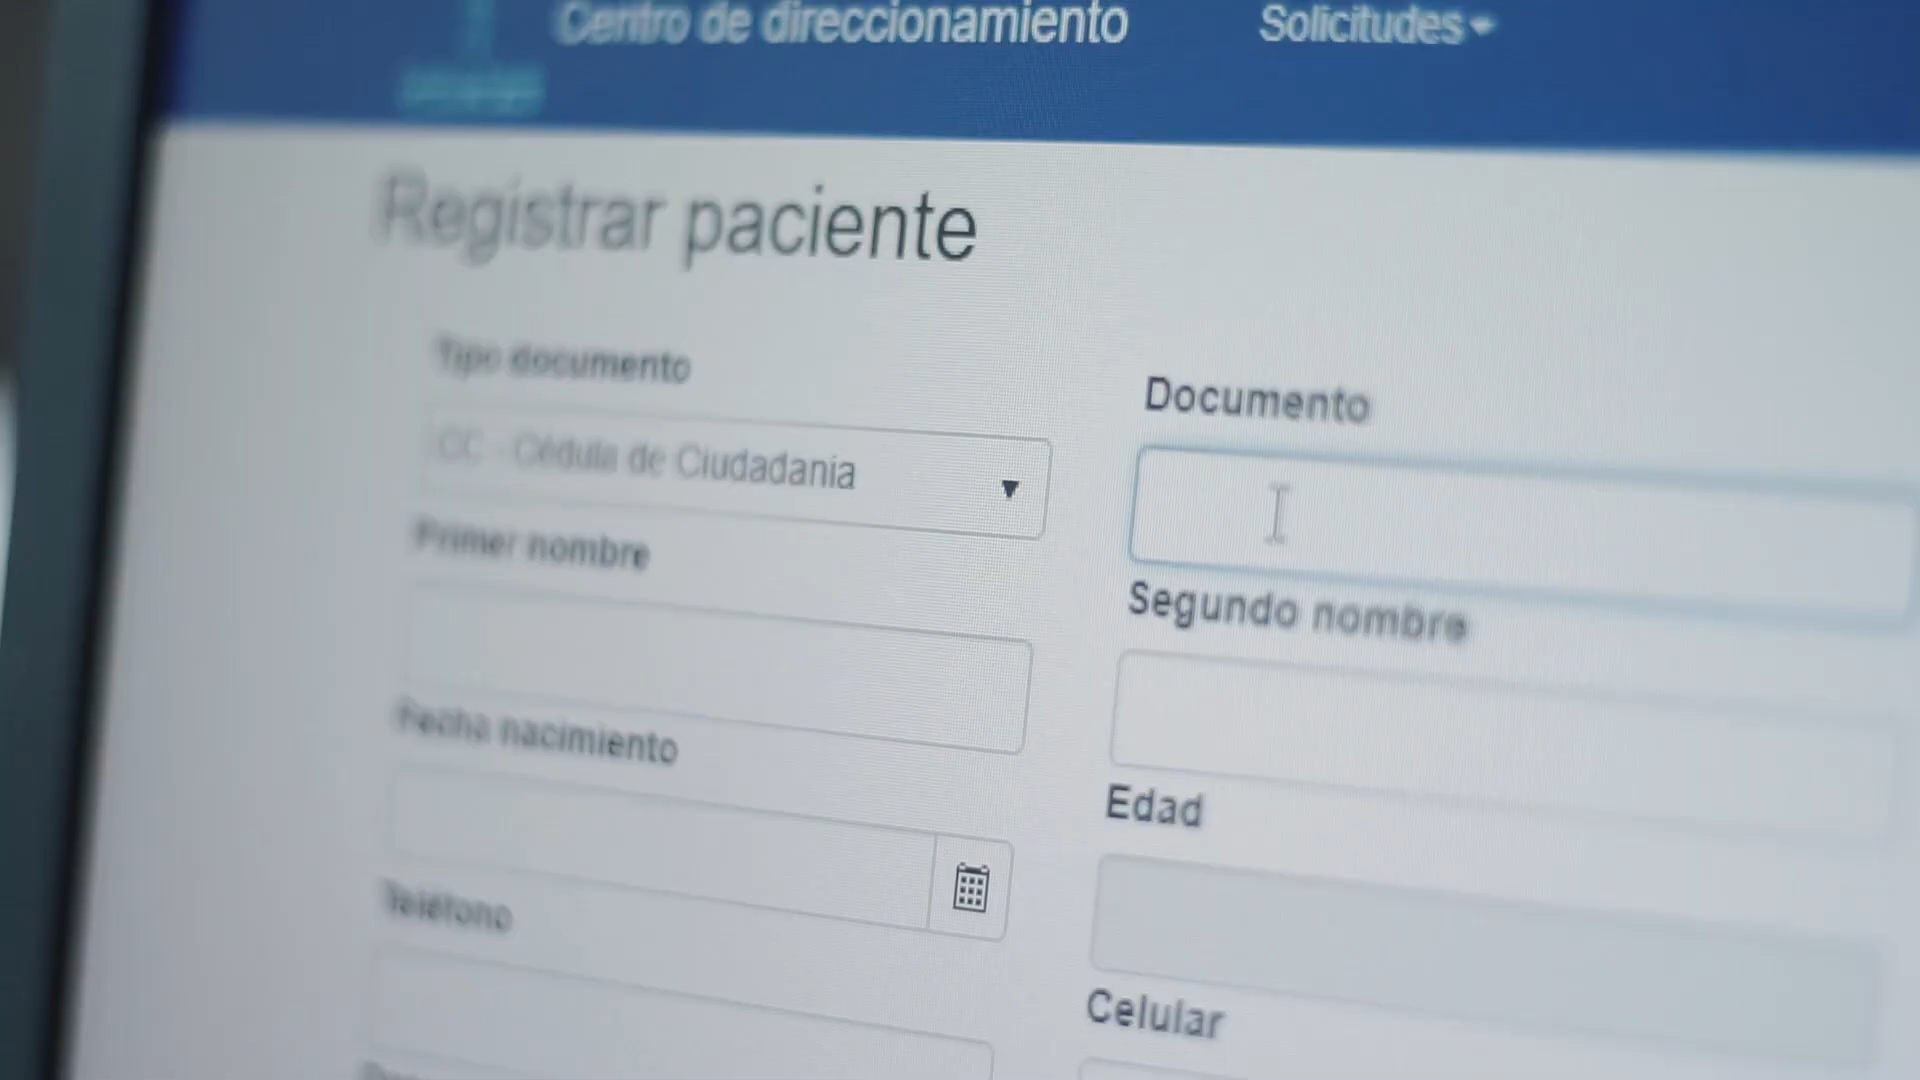 Centro de direccionamiento
Solicitudes
Registrar paciente
Tipo documento
Documento
CC - Cédula de Ciudadania
Primer nombre
Segundo nombre
Fecha nacimiento
Edad
Teléfono
Celular